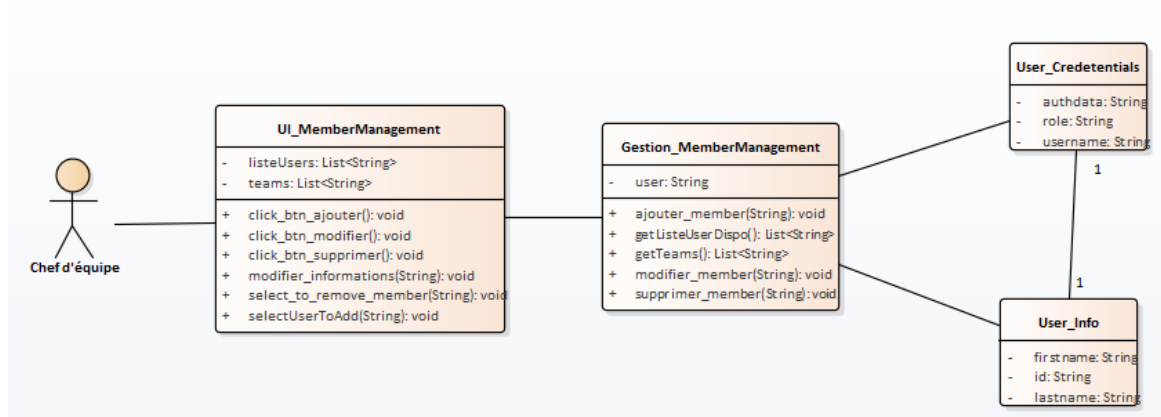 Chef d'équipe
UI_MemberManagement
- listeUsers: List<String>
- teams: List<String>
+ click_btn_ajouter(): void
+ click_btn_modifier(): void
+ click_btn_supprimer(): void
+ modifier_informations(String): void
+ select_to_remove_member(String): void
+ selectUserToAdd(String): void
Gestion_MemberManagement
- user: String
+ ajouter_member(String): void
+ getListeUserDispo(): List<String>
+ getTeams(): List<String>
+ modifier_member(String): void
+ supprimer_member(String): void
User_Credetentials
- authdata: String
- role: String
- username: String
1
1
User_Info
- firstname: String
- id: String
- lastname: String